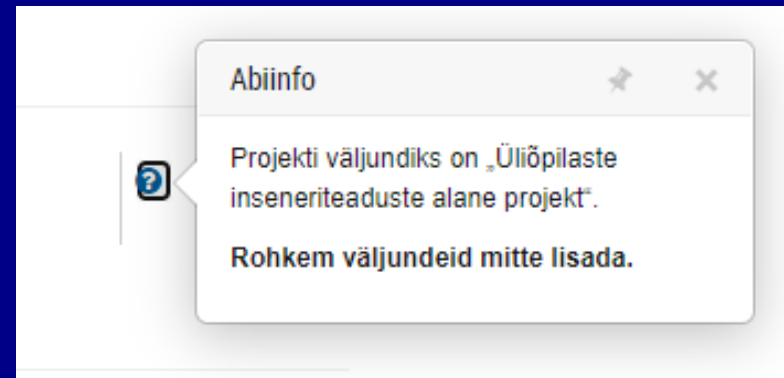 Abiinfo
Projekti väljundiks on „Üliõpilaste
inseneriteaduste alane projekt“.
Rohkem väljundeid mitte lisada.